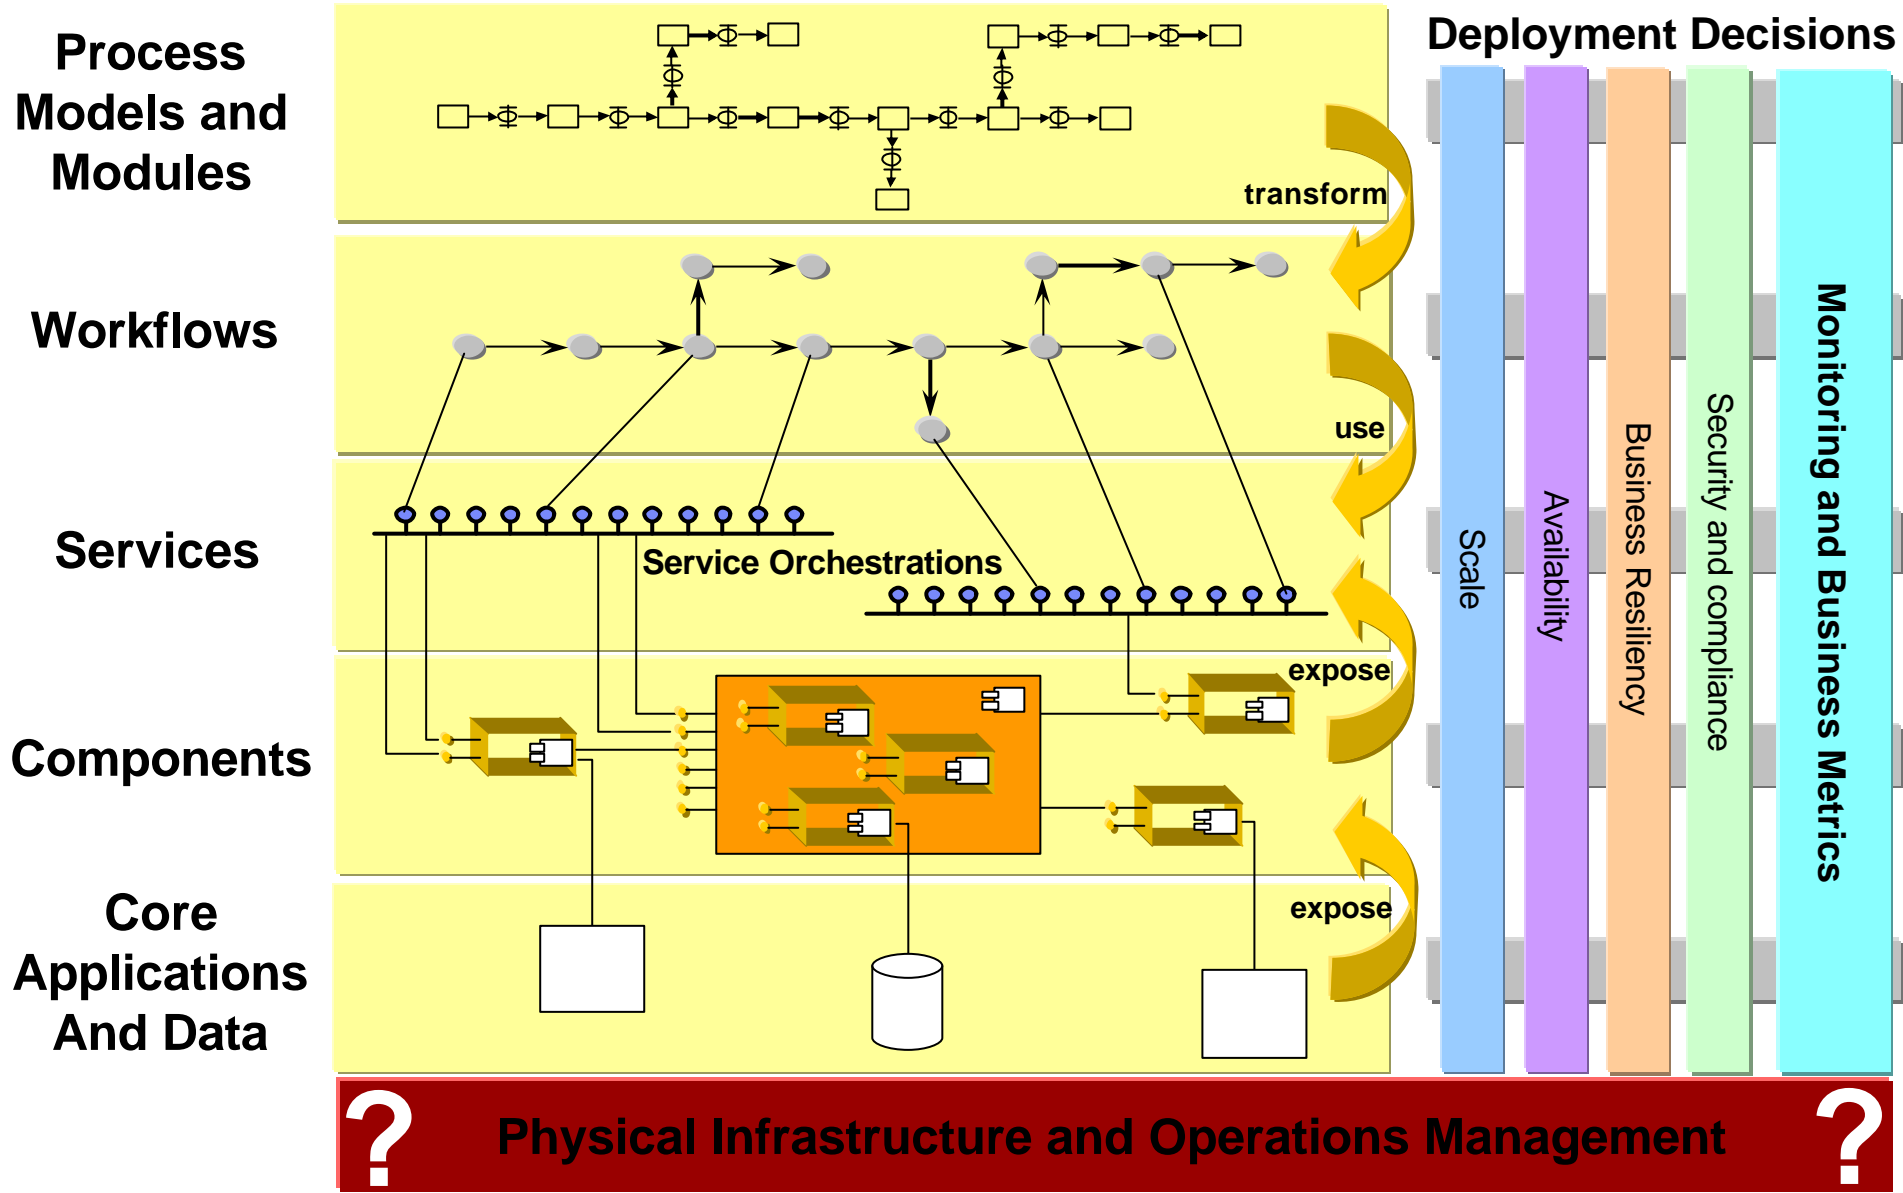 Process
Models and
Modules
transform
Workflows
use
Services
Service Orchestrations
expose
Components
Core
Applications
And Data
expose
Deployment Decisions
Scale
Availability
Business Resiliency
Security and compliance
Monitoring and Business Metrics
? Physical Infrastructure and Operations Management ?